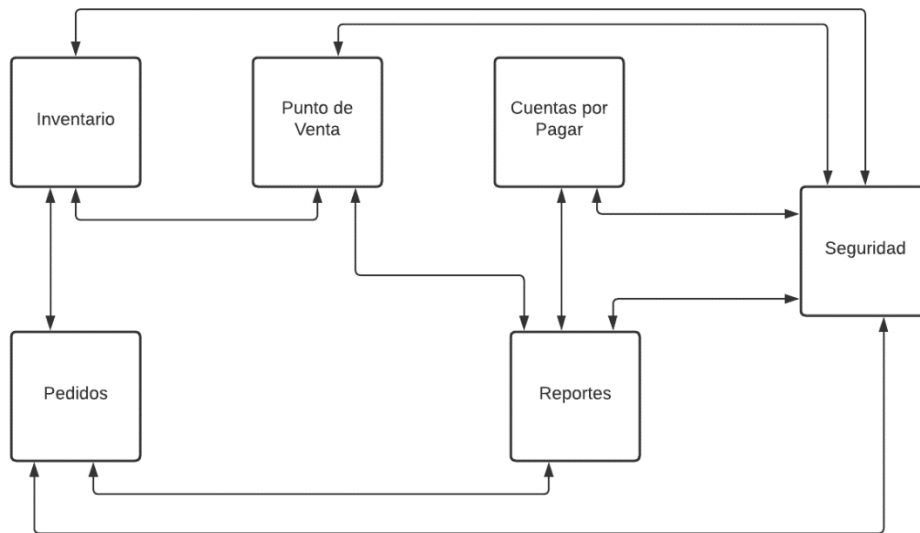 Inventario
Punto de
Venta
Cuentas por
Pagar
Seguridad
Pedidos
Reportes